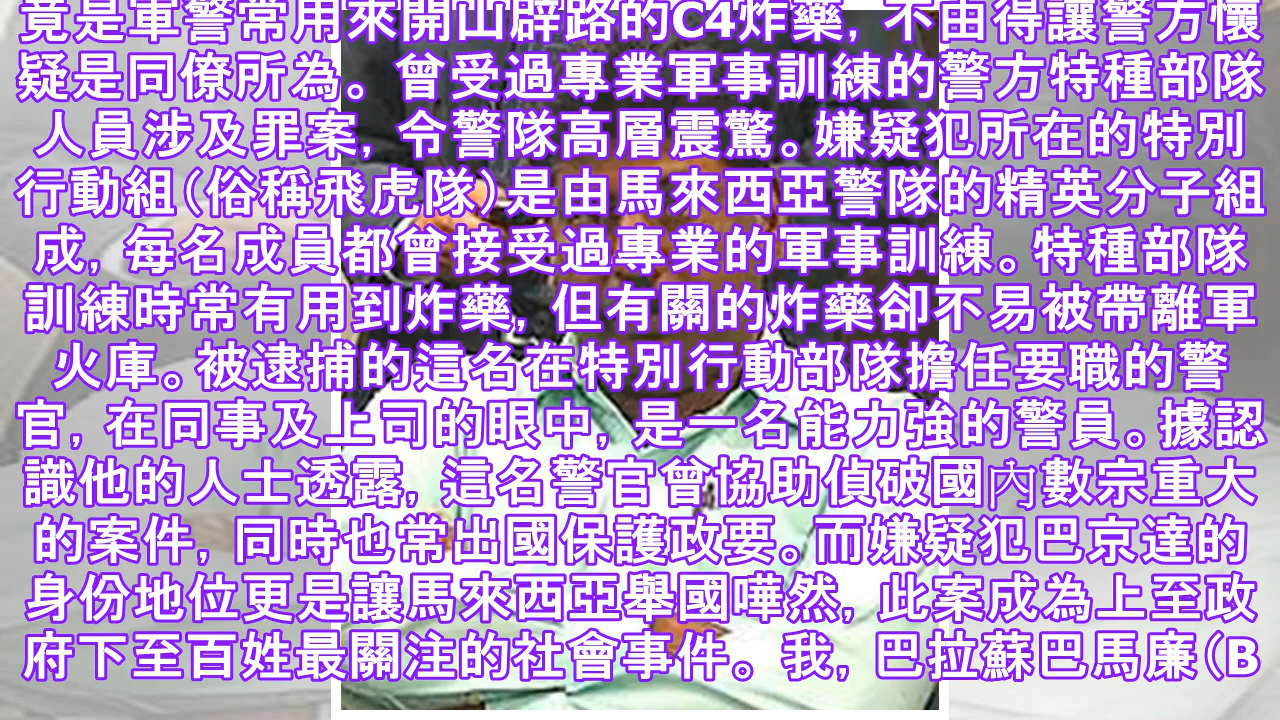 竟是軍警常用來開山辟路的C4炸藥, 不由得讓警方懷
疑是同僚所為。曾受過專業軍事訓練的警方特種部隊
人員涉及罪案, 令警隊高層震驚。嫌疑犯所在的特別
行動組(俗稱飛虎隊)是由馬來西亞警隊的精英分子組
成, 每名成員都曾接受過專業的軍事訓練。特種部隊
訓練時常有用到炸藥, 但有關的炸藥卻不易被帶離軍
火庫。被逮捕的這名在特別行動部隊擔任要職的警
官, 在同事及上司的眼中, 是一名能力強的警員。據認
識他的人士透露, 這名警官曾協助偵破國內數宗重大
的案件, 同時也常出國保護政要。而嫌疑犯巴京達的
身份地位更是讓馬來西亞舉國嘩然, 此案成為上至政
府下至百姓最關注的社會事件。我, 巴拉蘇巴馬廉(B